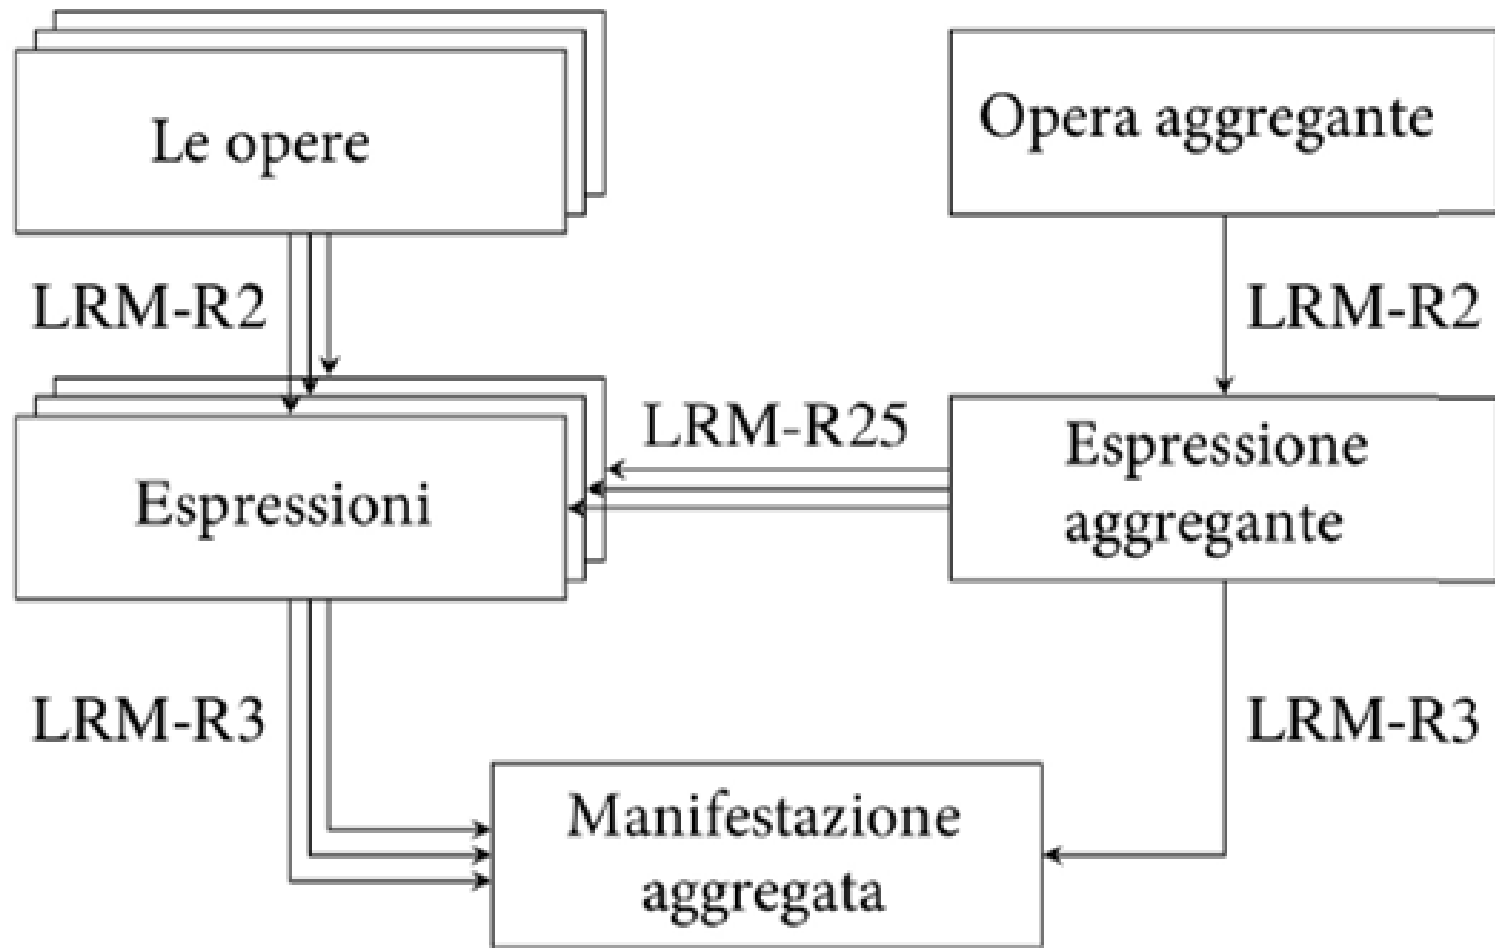 Le opere
Opera aggregante
LRM-R2
LRM-R2
LRM-R25
Espressioni
Espressione
aggregante
LRM-R3
LRM-R3
Manifestazione
aggregata